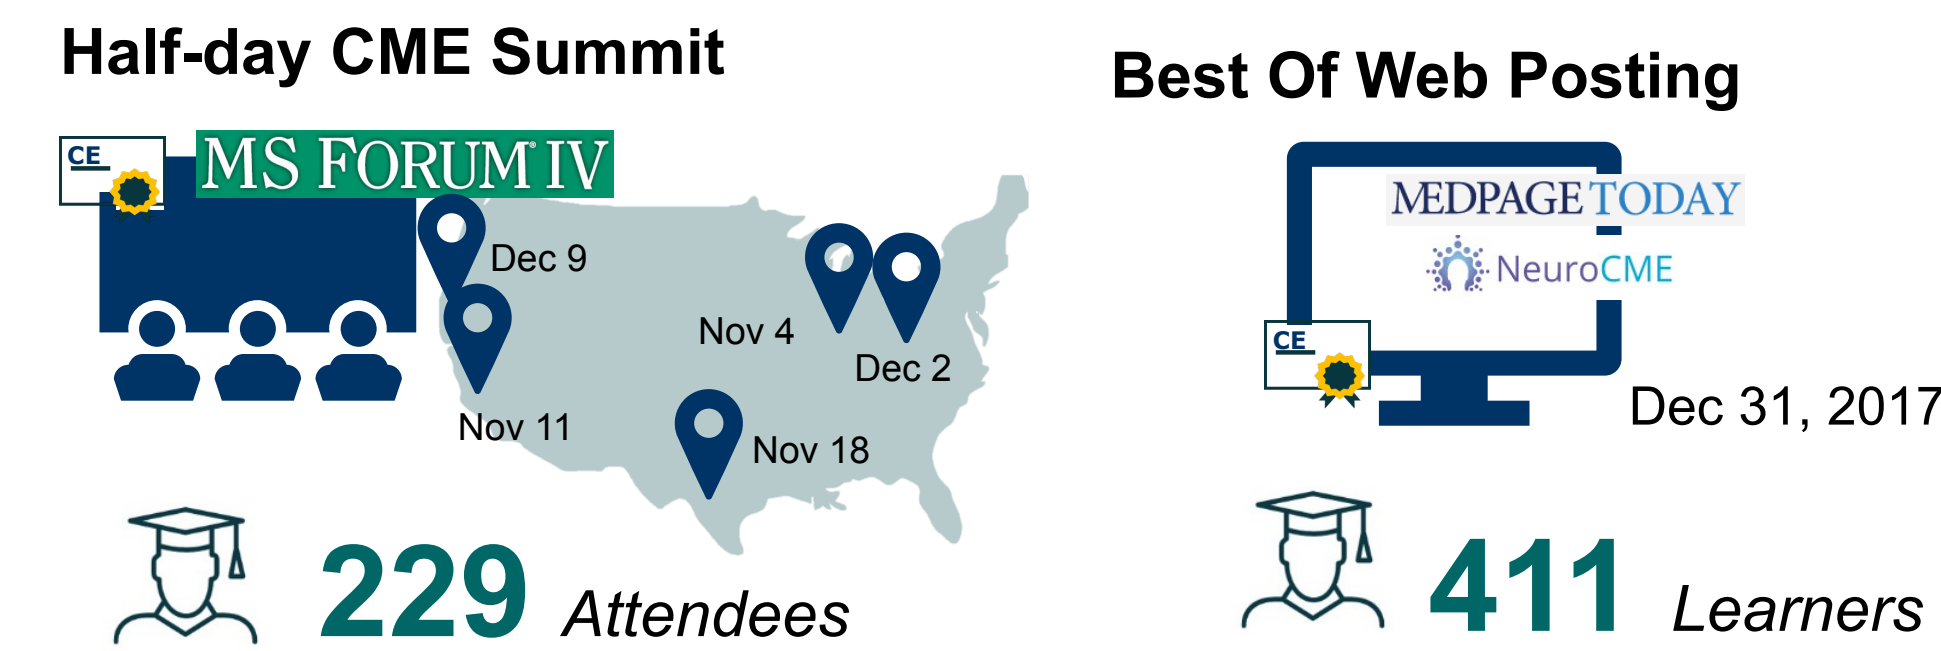 Half-day CME Summit
CE
MS FORUM® IV
Dec 9
Nov 4
Dec 2
Nov 11
Nov 18
229 Attendees
Best Of Web Posting
MEDPAGE TODAY
NeuroCME
CE
Dec 31, 2017
411 Learners